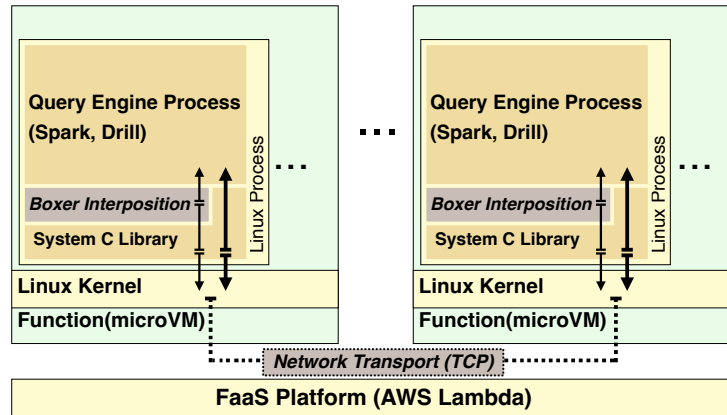 Query Engine Process
(Spark, Drill)
Boxer Interposition
System C Library
Linux Process
...
Linux Kernel
Function(microVM)
...
Query Engine Process
(Spark, Drill)
Boxer Interposition
System C Library
Linux Process
...
Linux Kernel
Function(microVM)
Network Transport (TCP)
FaaS Platform (AWS Lambda)